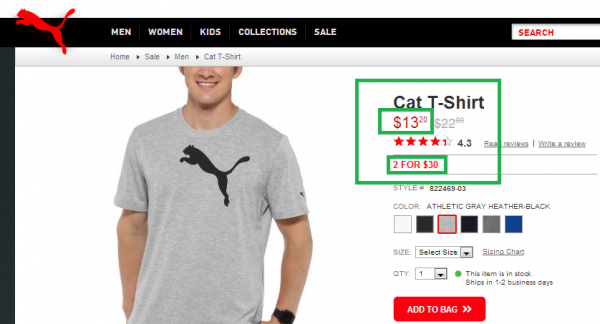 MEN WOMEN KIDS COLLECTIONS SALE SEARCH
Home Sale Men Cat T-Shirt
Cat T-Shirt
$13.20 $22.00
4.3 Read reviews | Write a review
2 FOR $30
STYLE # 822469-03
COLOR: ATHLETIC GRAY HEATHER-BLACK
SIZE: Select Size Sizing Chart
QTY: 1 This item is in stock.
Ships in 1-2 business days
ADD TO BAG >>